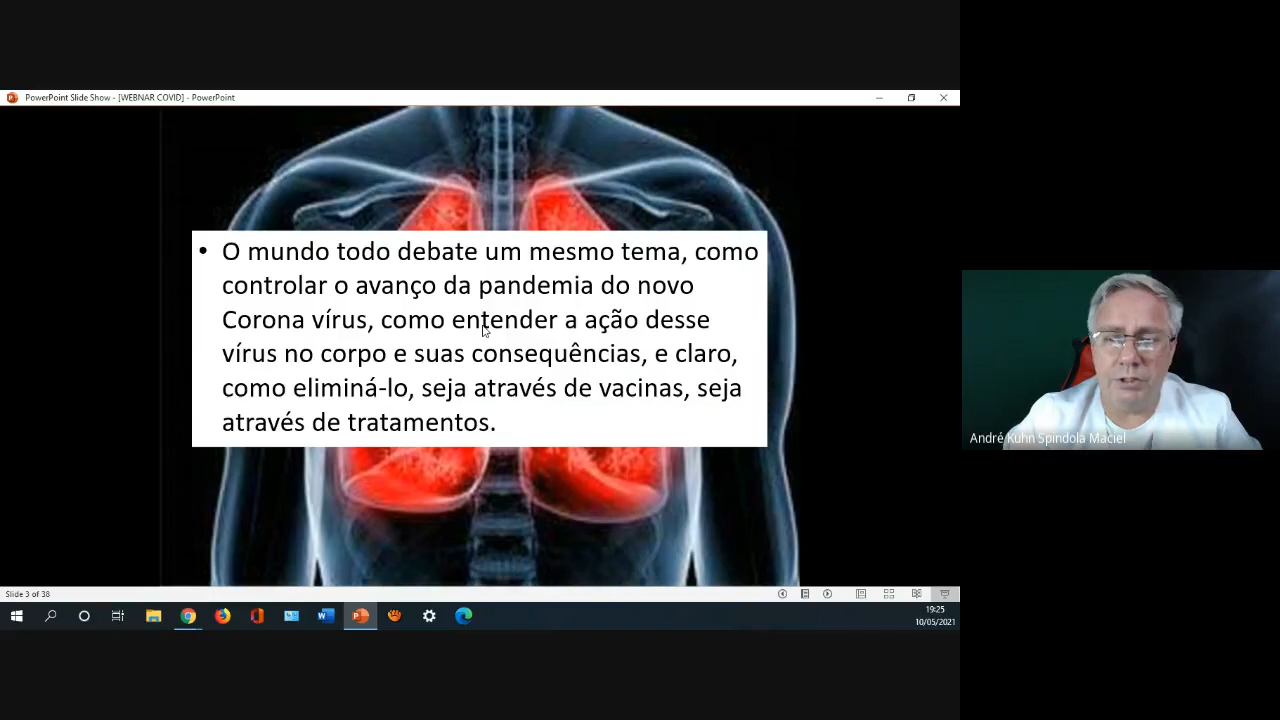 PowerPoint Slide Show - [WEBNAR COVID] - PowerPoint
• O mundo todo debate um mesmo tema, como
controlar o avanço da pandemia do novo
Corona vírus, como entender a ação desse
vírus no corpo e suas consequências, e claro,
como eliminá-lo, seja através de vacinas, seja
através de tratamentos.
André Kuhn Spindola Maciel
Slide 3 of 38
19:25
10/05/2021